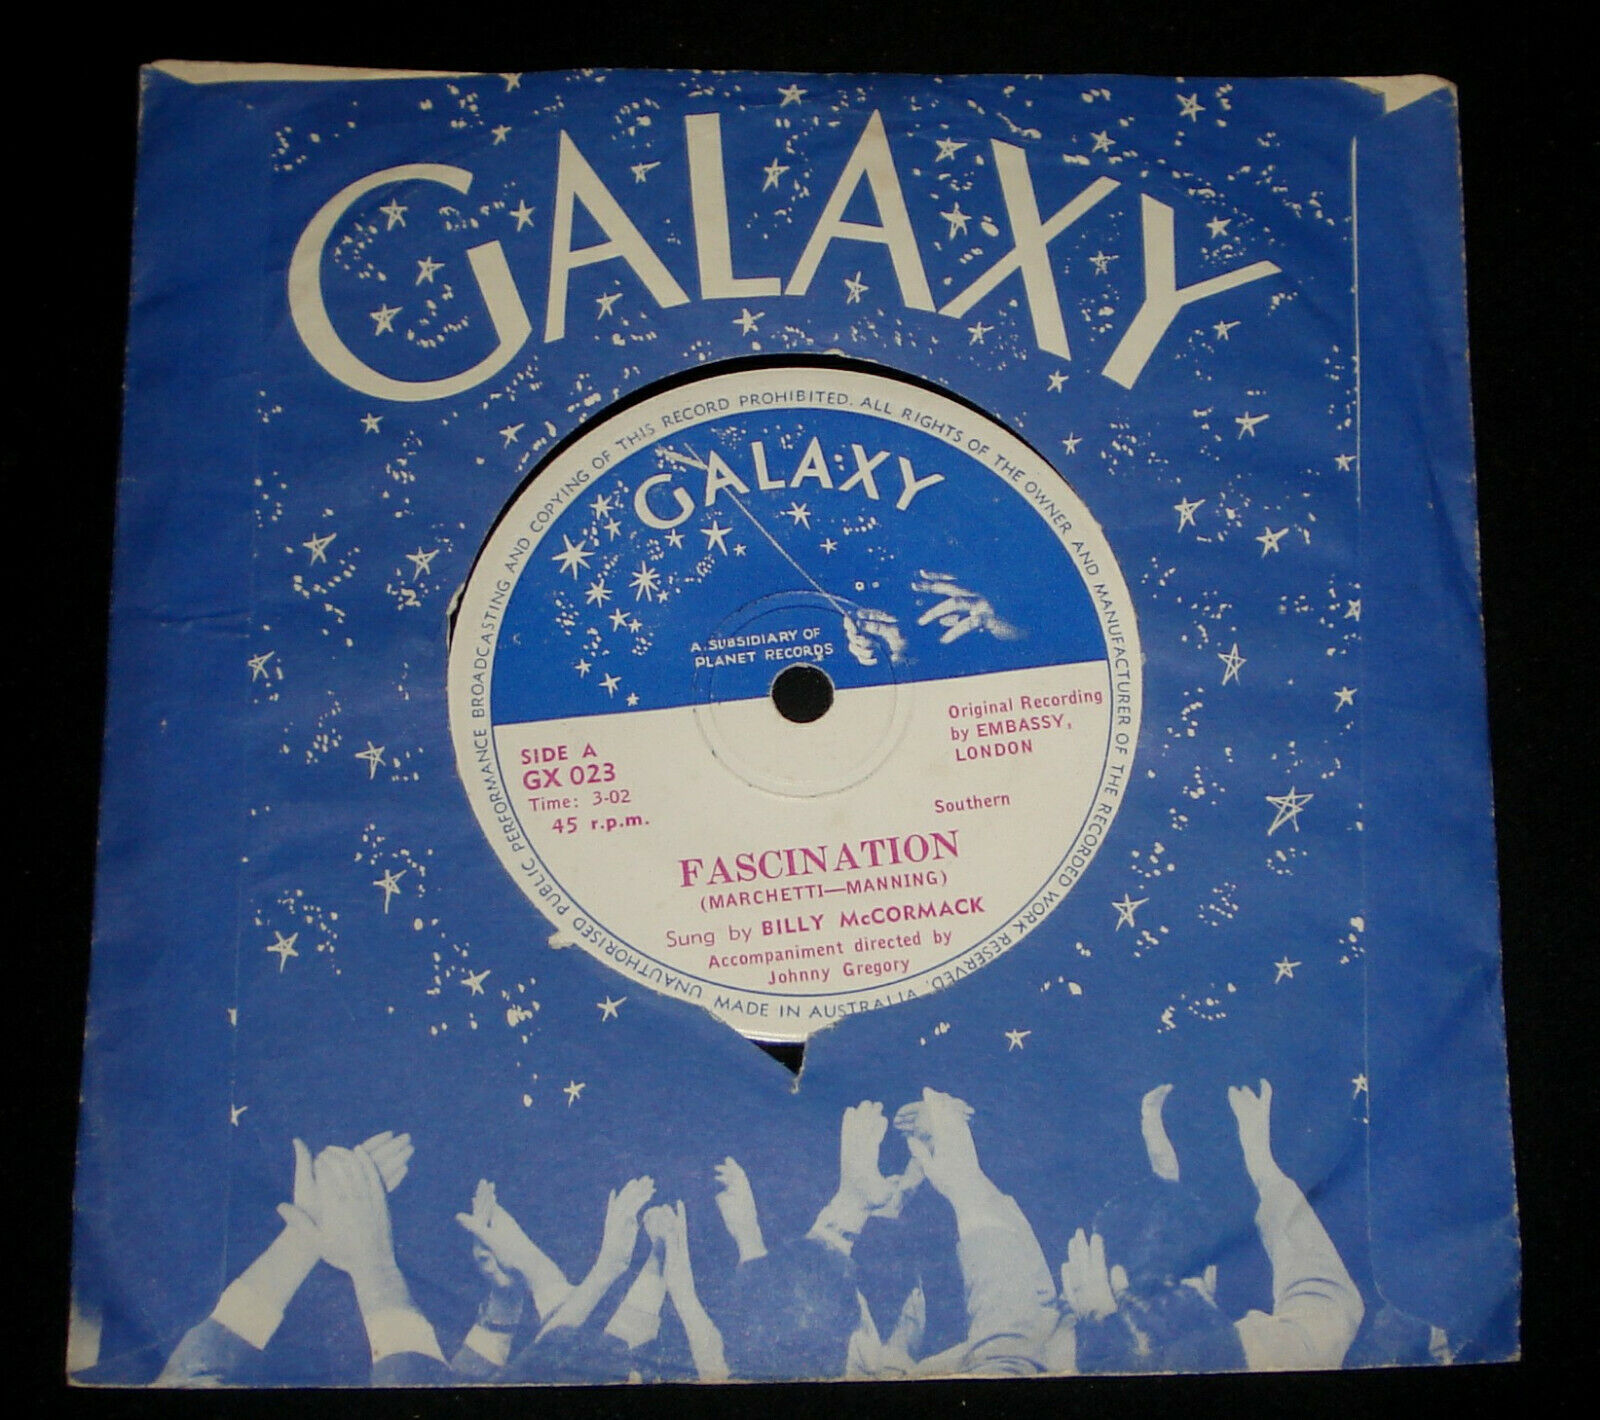 GALAXY
UNAUTHORISED PUBLIC PERFORMANCE BROADCASTING AND COPYING OF THIS RECORD PROHIBITED. ALL RIGHTS OF THE OWNER AND MANUFACTURER OF THE RECORDED WORK RESERVED.
GALAXY
A SUBSIDIARY OF
PLANET RECORDS
Original Recording
by EMBASSY,
LONDON
SIDE A
GX 023
Time: 3-02
45 r.p.m.
Southern
FASCINATION
(MARCHETTI—MANNING)
Sung by BILLY McCORMACK
Accompaniment directed by
Johnny Gregory
MADE IN AUSTRALIA